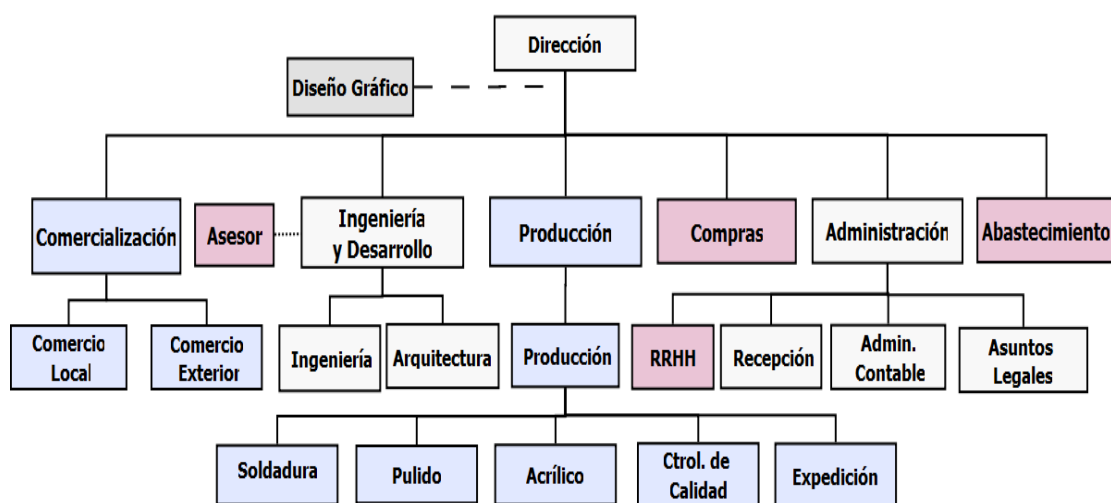 Dirección
Diseño Gráfico
Comercialización
Asesor
Ingeniería
y Desarrollo
Producción
Compras
Administración
Abastecimiento
Comercio
Local
Comercio
Exterior
Ingeniería
Arquitectura
Producción
RRHH
Recepción
Admin.
Contable
Asuntos
Legales
Soldadura
Pulido
Acrílico
Ctrol. de
Calidad
Expedición